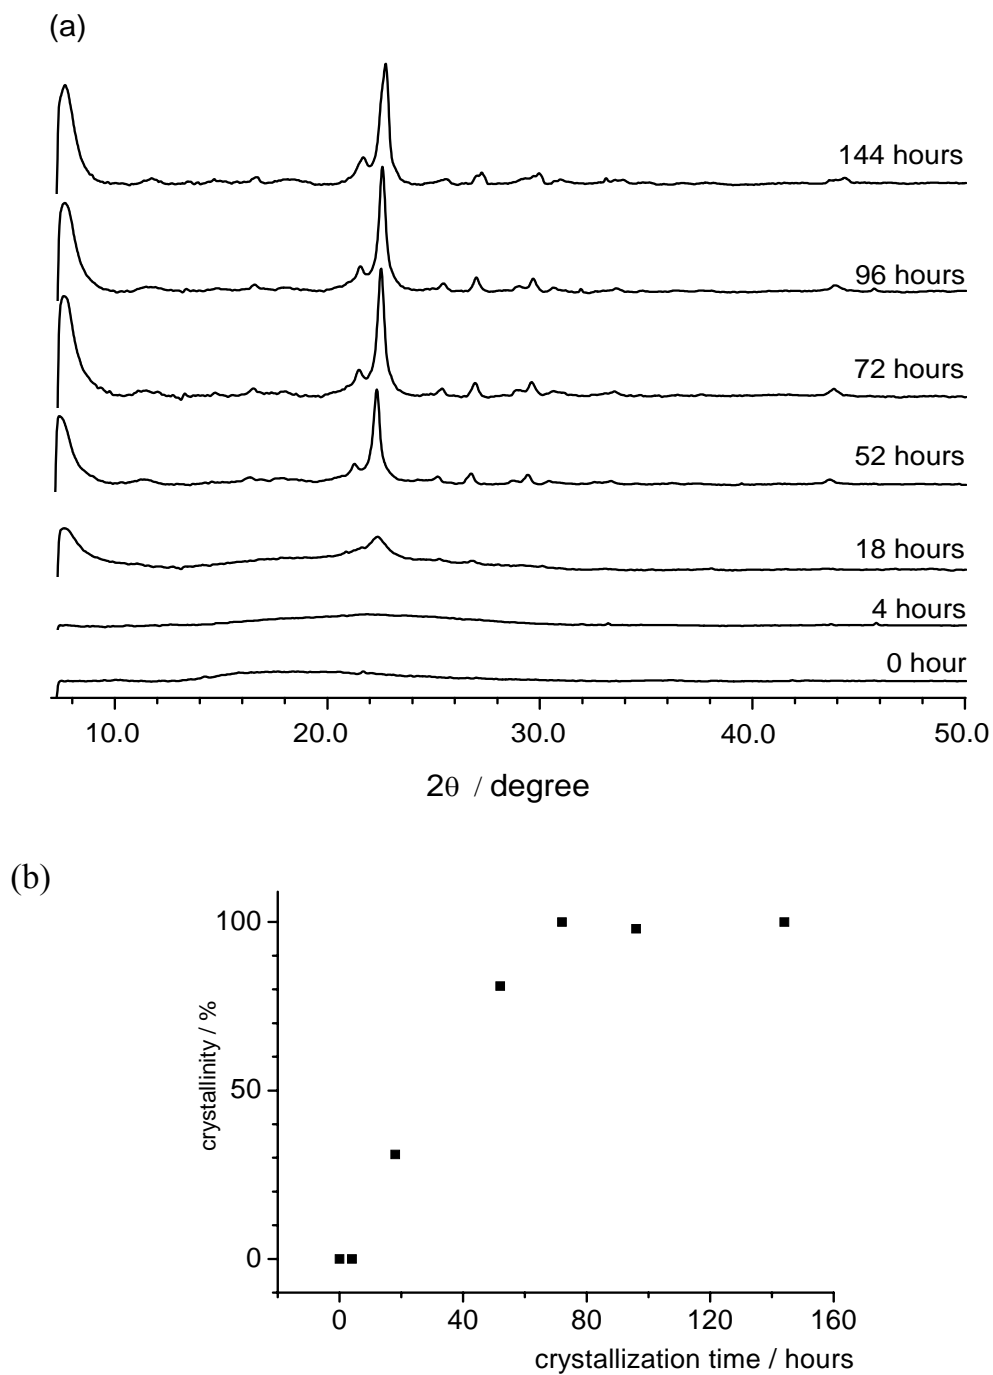 (a)
144 hours
96 hours
72 hours
52 hours
18 hours
4 hours
0 hour
10.0 20.0 30.0 40.0 50.0
2θ / degree
(b)
100
50
0
crystallinity / %
0 40 80 120 160
crystallization time / hours